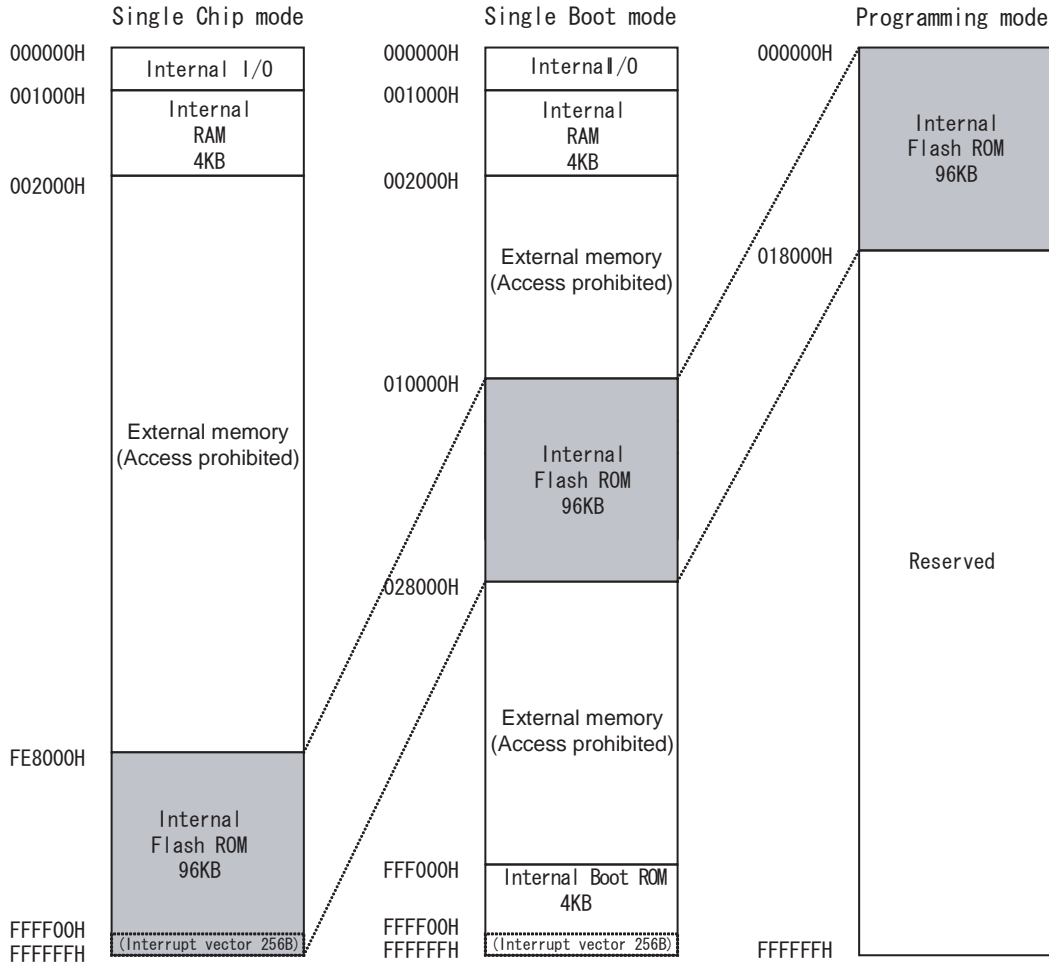 Single Chip mode
000000H
Internal I/O
001000H
Internal
RAM
4KB
002000H
External memory
(Access prohibited)
FE8000H
Internal
Flash ROM
96KB
FFFF00H
(Interrupt vector 256B)
FFFFFFH
Single Boot mode
000000H
Internal I/O
001000H
Internal
RAM
4KB
002000H
External memory
(Access prohibited)
010000H
Internal
Flash ROM
96KB
028000H
External memory
(Access prohibited)
FFF000H
Internal Boot ROM
4KB
FFFF00H
(Interrupt vector 256B)
FFFFFFH
Programming mode
000000H
Internal
Flash ROM
96KB
018000H
Reserved
FFFFFFH